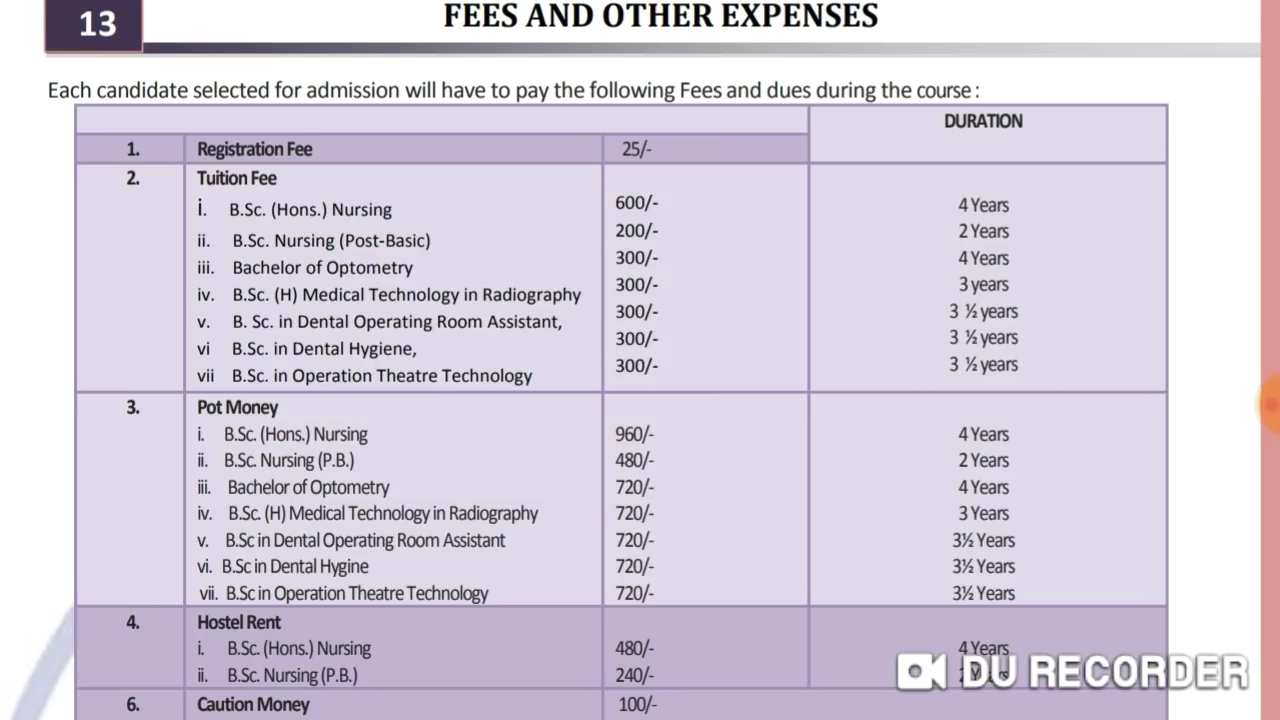 13
FEES AND OTHER EXPENSES
Each candidate selected for admission will have to pay the following Fees and dues during the course :
DURATION
1. Registration Fee 25/-
2. Tuition Fee
i. B.Sc. (Hons.) Nursing 600/- 4 Years
ii. B.Sc. Nursing (Post-Basic) 200/- 2 Years
iii. Bachelor of Optometry 300/- 4 Years
iv. B.Sc. (H) Medical Technology in Radiography 300/- 3 years
v. B. Sc. in Dental Operating Room Assistant, 300/- 3 ½ years
vi B.Sc. in Dental Hygiene, 300/- 3 ½ years
vii B.Sc. in Operation Theatre Technology 300/- 3 ½ years
3. Pot Money
i. B.Sc. (Hons.) Nursing 960/- 4 Years
ii. B.Sc. Nursing (P.B.) 480/- 2 Years
iii. Bachelor of Optometry 720/- 4 Years
iv. B.Sc. (H) Medical Technology in Radiography 720/- 3 Years
v. B.Sc in Dental Operating Room Assistant 720/- 3½ Years
vi. B.Sc in Dental Hygine 720/- 3½ Years
vii. B.Sc in Operation Theatre Technology 720/- 3½ Years
4. Hostel Rent
i. B.Sc. (Hons.) Nursing 480/- 4 Years
ii. B.Sc. Nursing (P.B.) 240/-
DU RECORDER
6. Caution Money 100/-